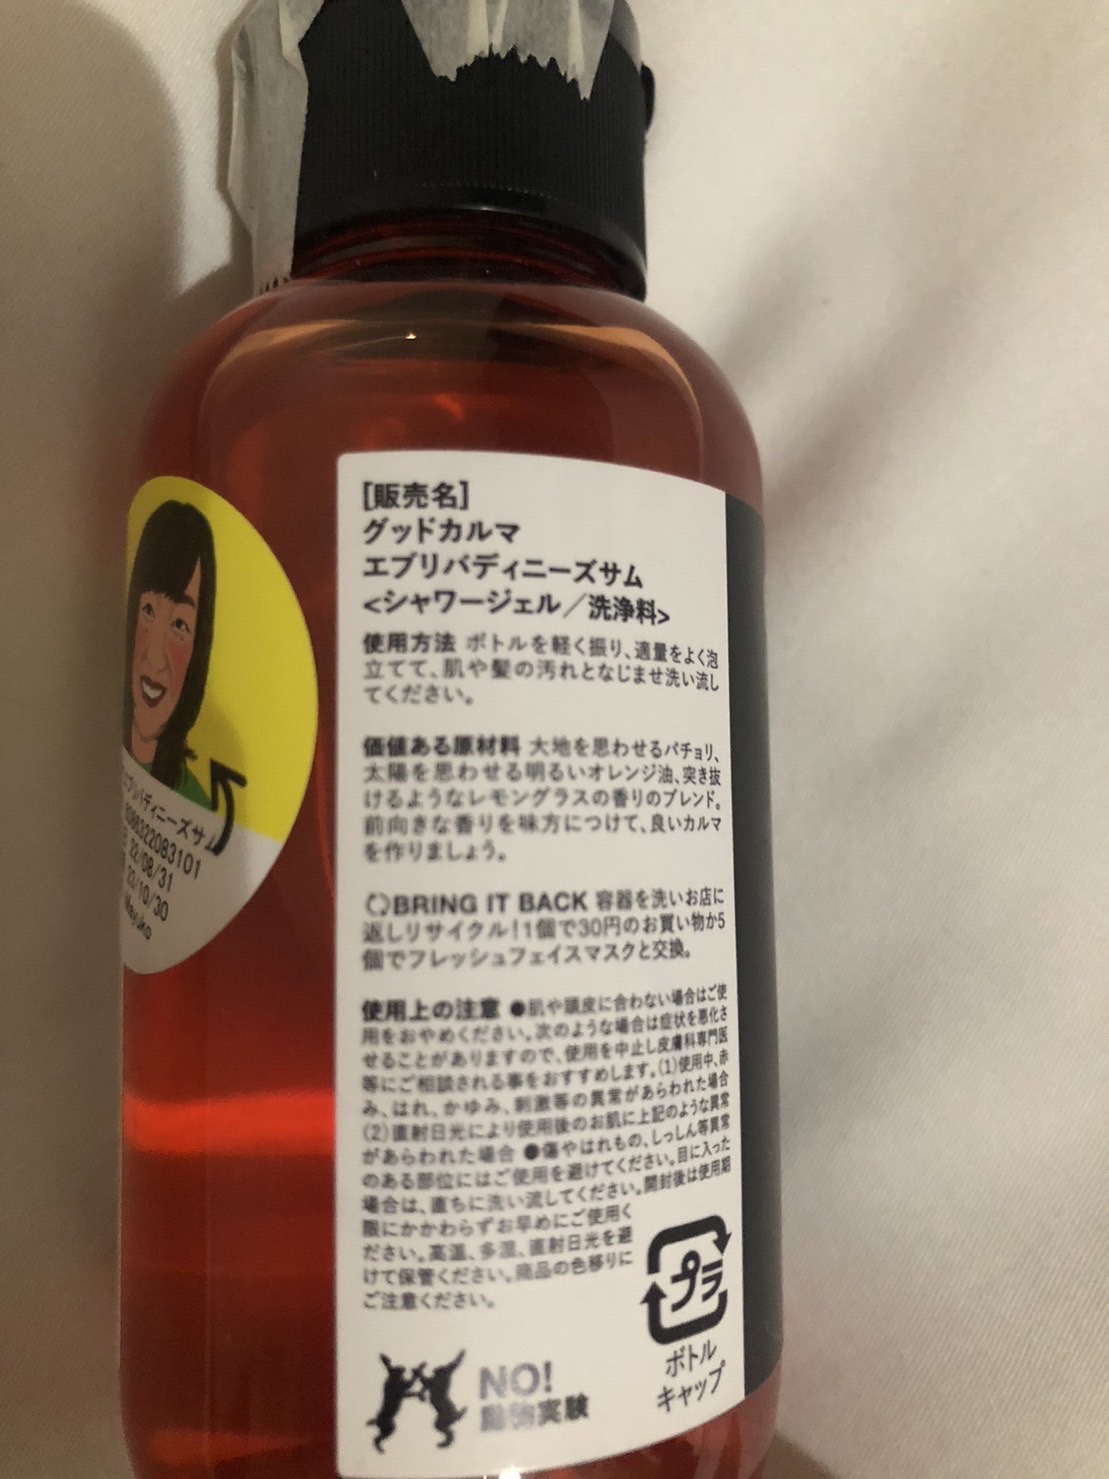 [販売名]
グッドカルマ
エブリバディニーズサム
<シャワージェル／洗浄料>
使用方法 ボトルを軽く振り、適量をよく泡
立てて、肌や髪の汚れとなじませ洗い流し
てください。
価値ある原材料 大地を思わせるパチョリ、
太陽を思わせる明るいオレンジ油、突き抜
けるようなレモングラスの香りのブレンド。
前向きな香りを味方につけて、良いカルマ
を作りましょう。
BRING IT BACK 容器を洗いお店に
返しリサイクル！1個で30円のお買い物か5
個でフレッシュフェイスマスクと交換。
使用上の注意 ●肌や頭皮に合わない場合はご使
用をおやめください。次のような場合は症状を悪化さ
せることがありますので、使用を中止し皮膚科専門医
等にご相談される事をおすすめします。(1)使用中、赤
み、はれ、かゆみ、刺激等の異常があらわれた場合
(2)直射日光により使用後のお肌に上記のような異常
があらわれた場合 ●傷やはれもの、しっしん等異常
のある部位にはご使用を避けてください。目に入った
場合は、直ちに洗い流してください。開封後は使用期
限にかかわらずお早めにご使用く
ださい。高温、多湿、直射日光を避
けて保管ください。商品の色移りに
ご注意ください。
プラ
ボトル
キャップ
NO!
動物実験
エブリバディニーズサム
22/08/31
23/10/30
Mayuko